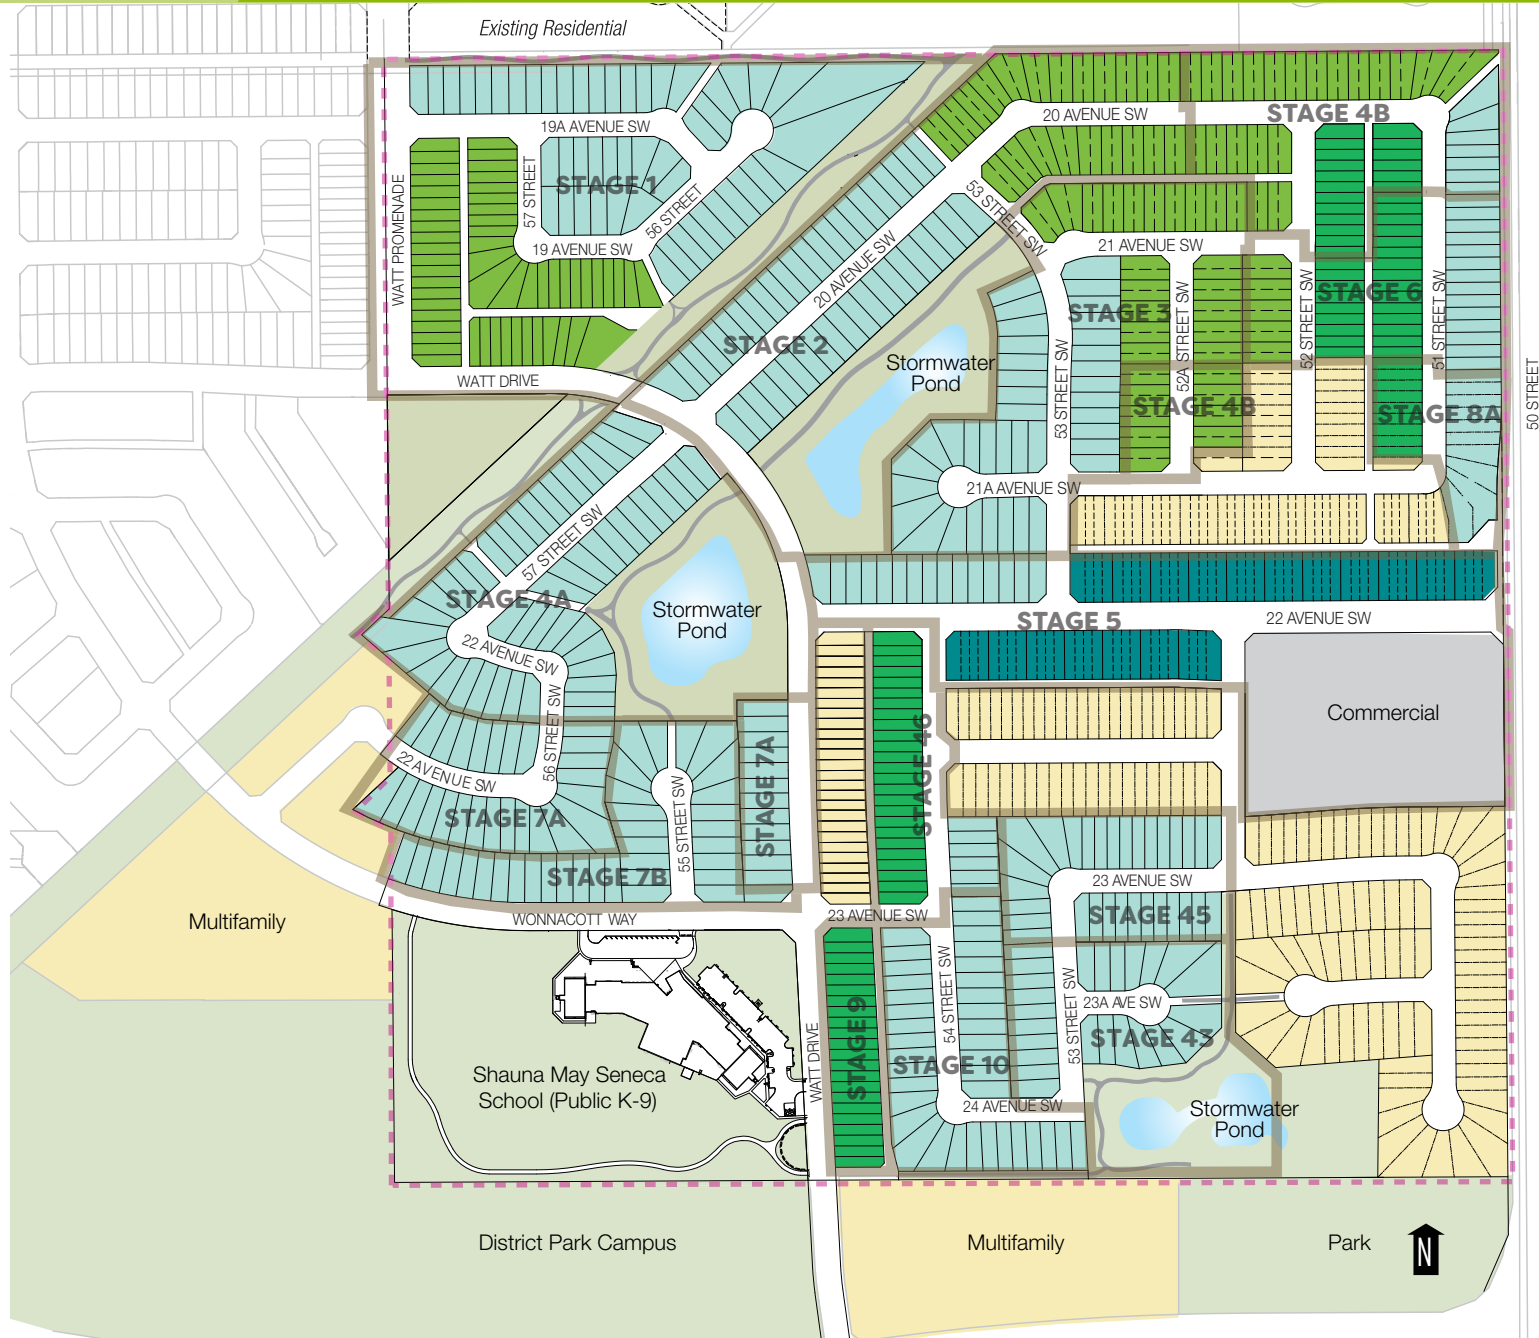 Existing Residential
19A AVENUE SW
20 AVENUE SW
STAGE 4B
WATT PROMENADE
57 STREET
STAGE 1
56 STREET
19 AVENUE SW
53 STREET SW
21 AVENUE SW
20 AVENUE SW
STAGE 3
52A STREET SW
52 STREET SW
STAGE 6
51 STREET SW
50 STREET
STAGE 2
Stormwater
Pond
WATT DRIVE
53 STREET SW
STAGE 4B
STAGE 8A
21A AVENUE SW
57 STREET SW
STAGE 4A
Stormwater
Pond
STAGE 5
22 AVENUE SW
22 AVENUE SW
56 STREET SW
Commercial
22 AVENUE SW
STAGE 7A
55 STREET SW
STAGE 7A
STAGE 46
STAGE 7B
23 AVENUE SW
STAGE 45
WONNACOTT WAY
23 AVENUE SW
Multifamily
54 STREET SW
53 STREET SW
23A AVE SW
STAGE 43
WATT DRIVE
STAGE 9
STAGE 10
Shauna May Seneca
School (Public K-9)
24 AVENUE SW
Stormwater
Pond
District Park Campus
Multifamily
Park
N